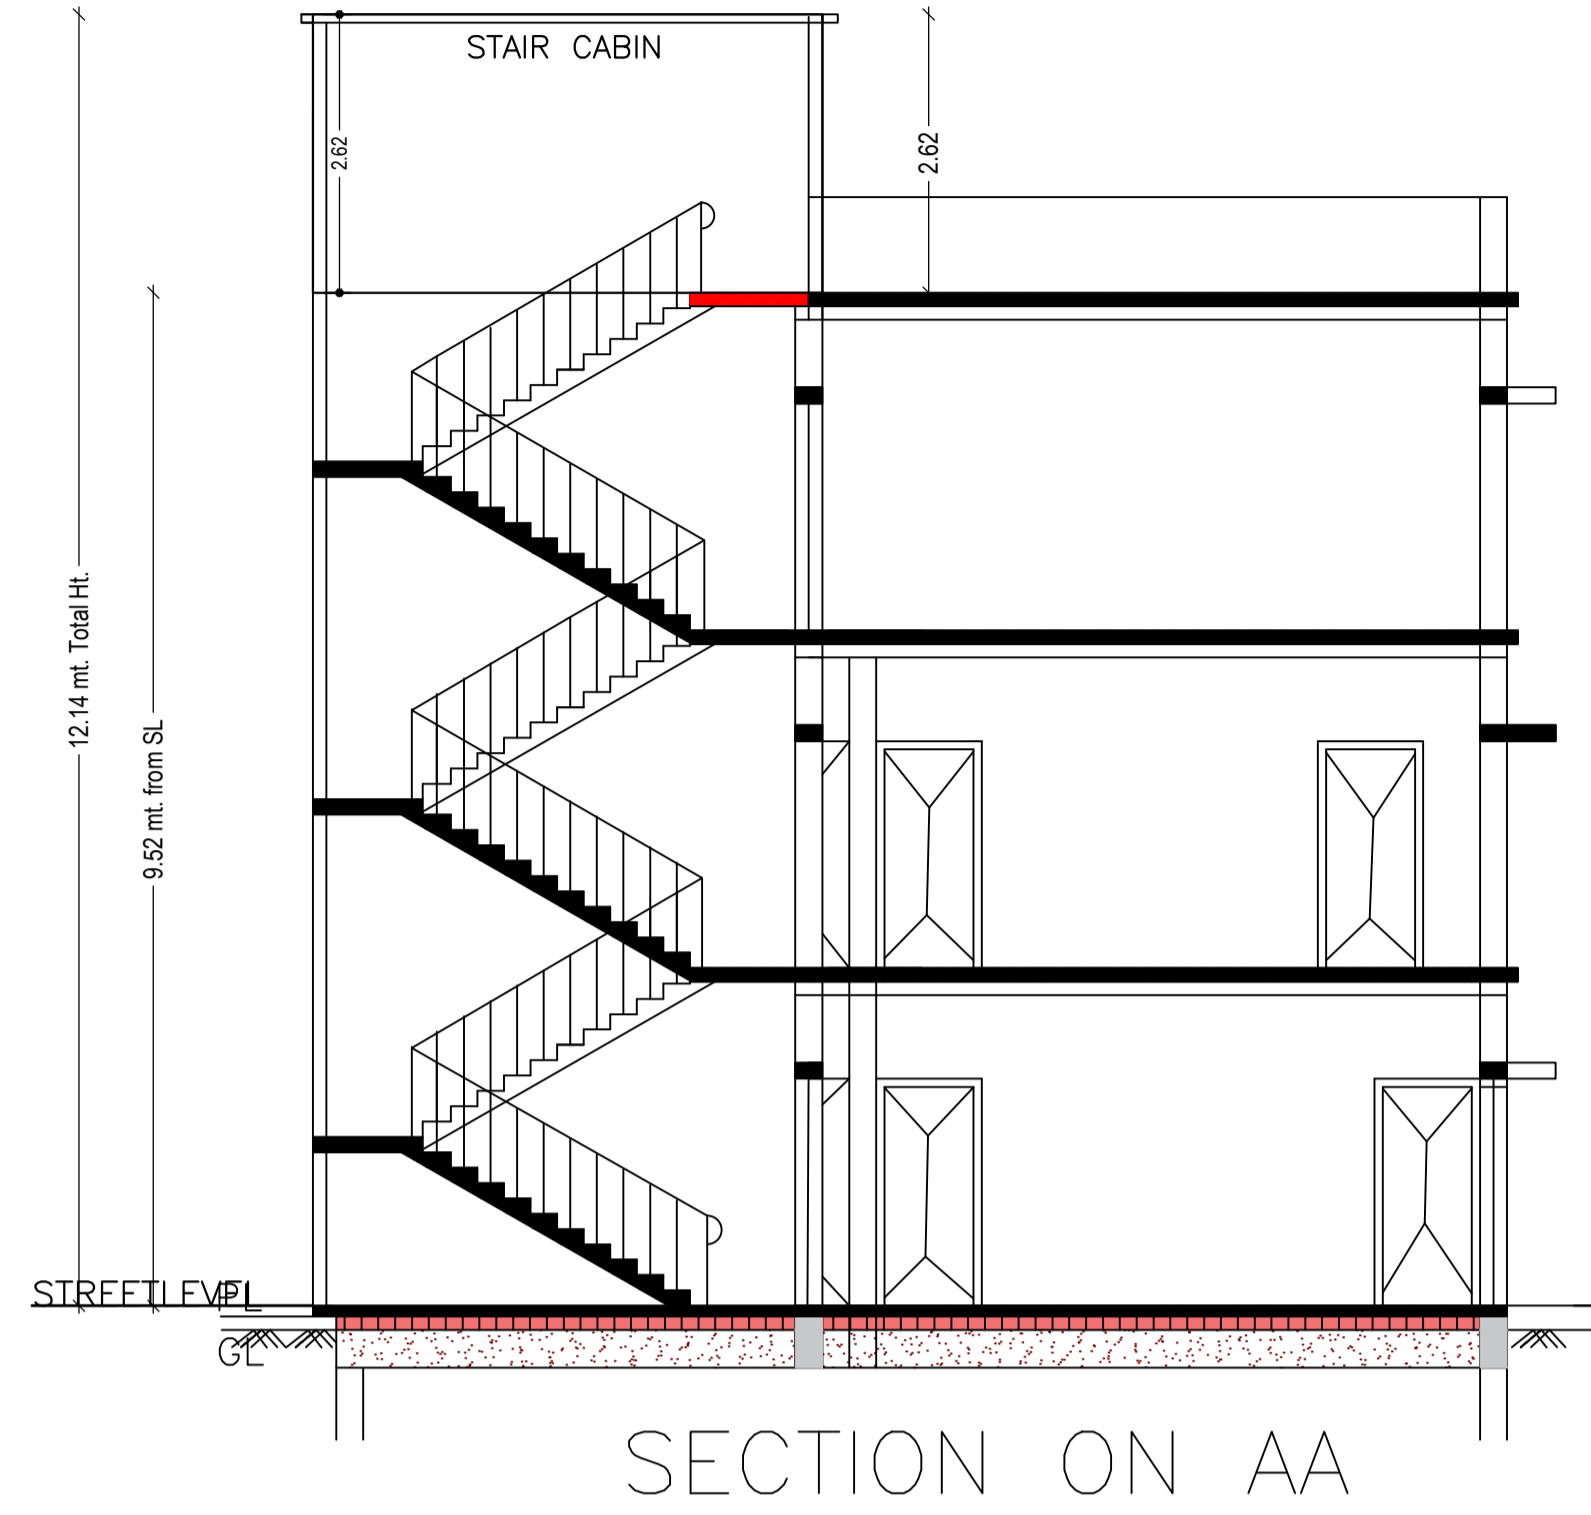 STAIR CABIN
2.62
2.62
12.14 mt. Total Ht.
9.52 mt. from SL
STREET LEVEL
PL
GL
SECTION ON AA